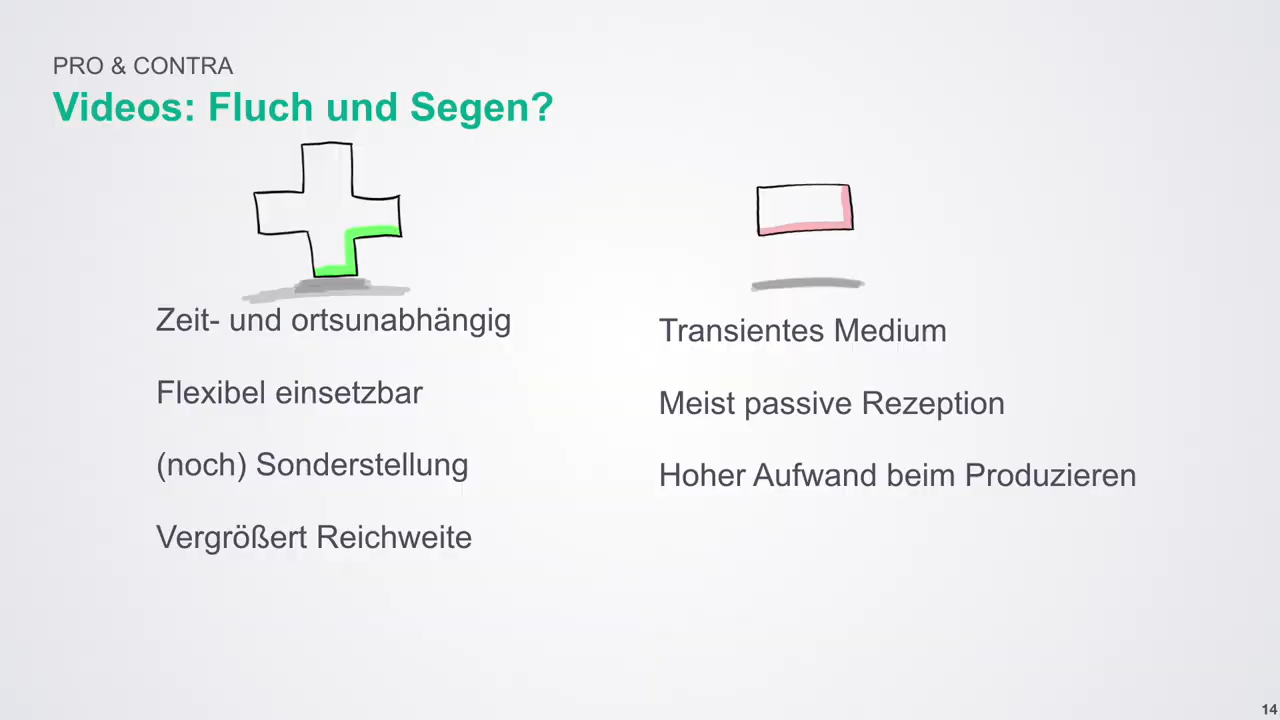 PRO & CONTRA
Videos: Fluch und Segen?
Zeit- und ortsunabhängig
Flexibel einsetzbar
(noch) Sonderstellung
Vergrößert Reichweite
Transientes Medium
Meist passive Rezeption
Hoher Aufwand beim Produzieren
14